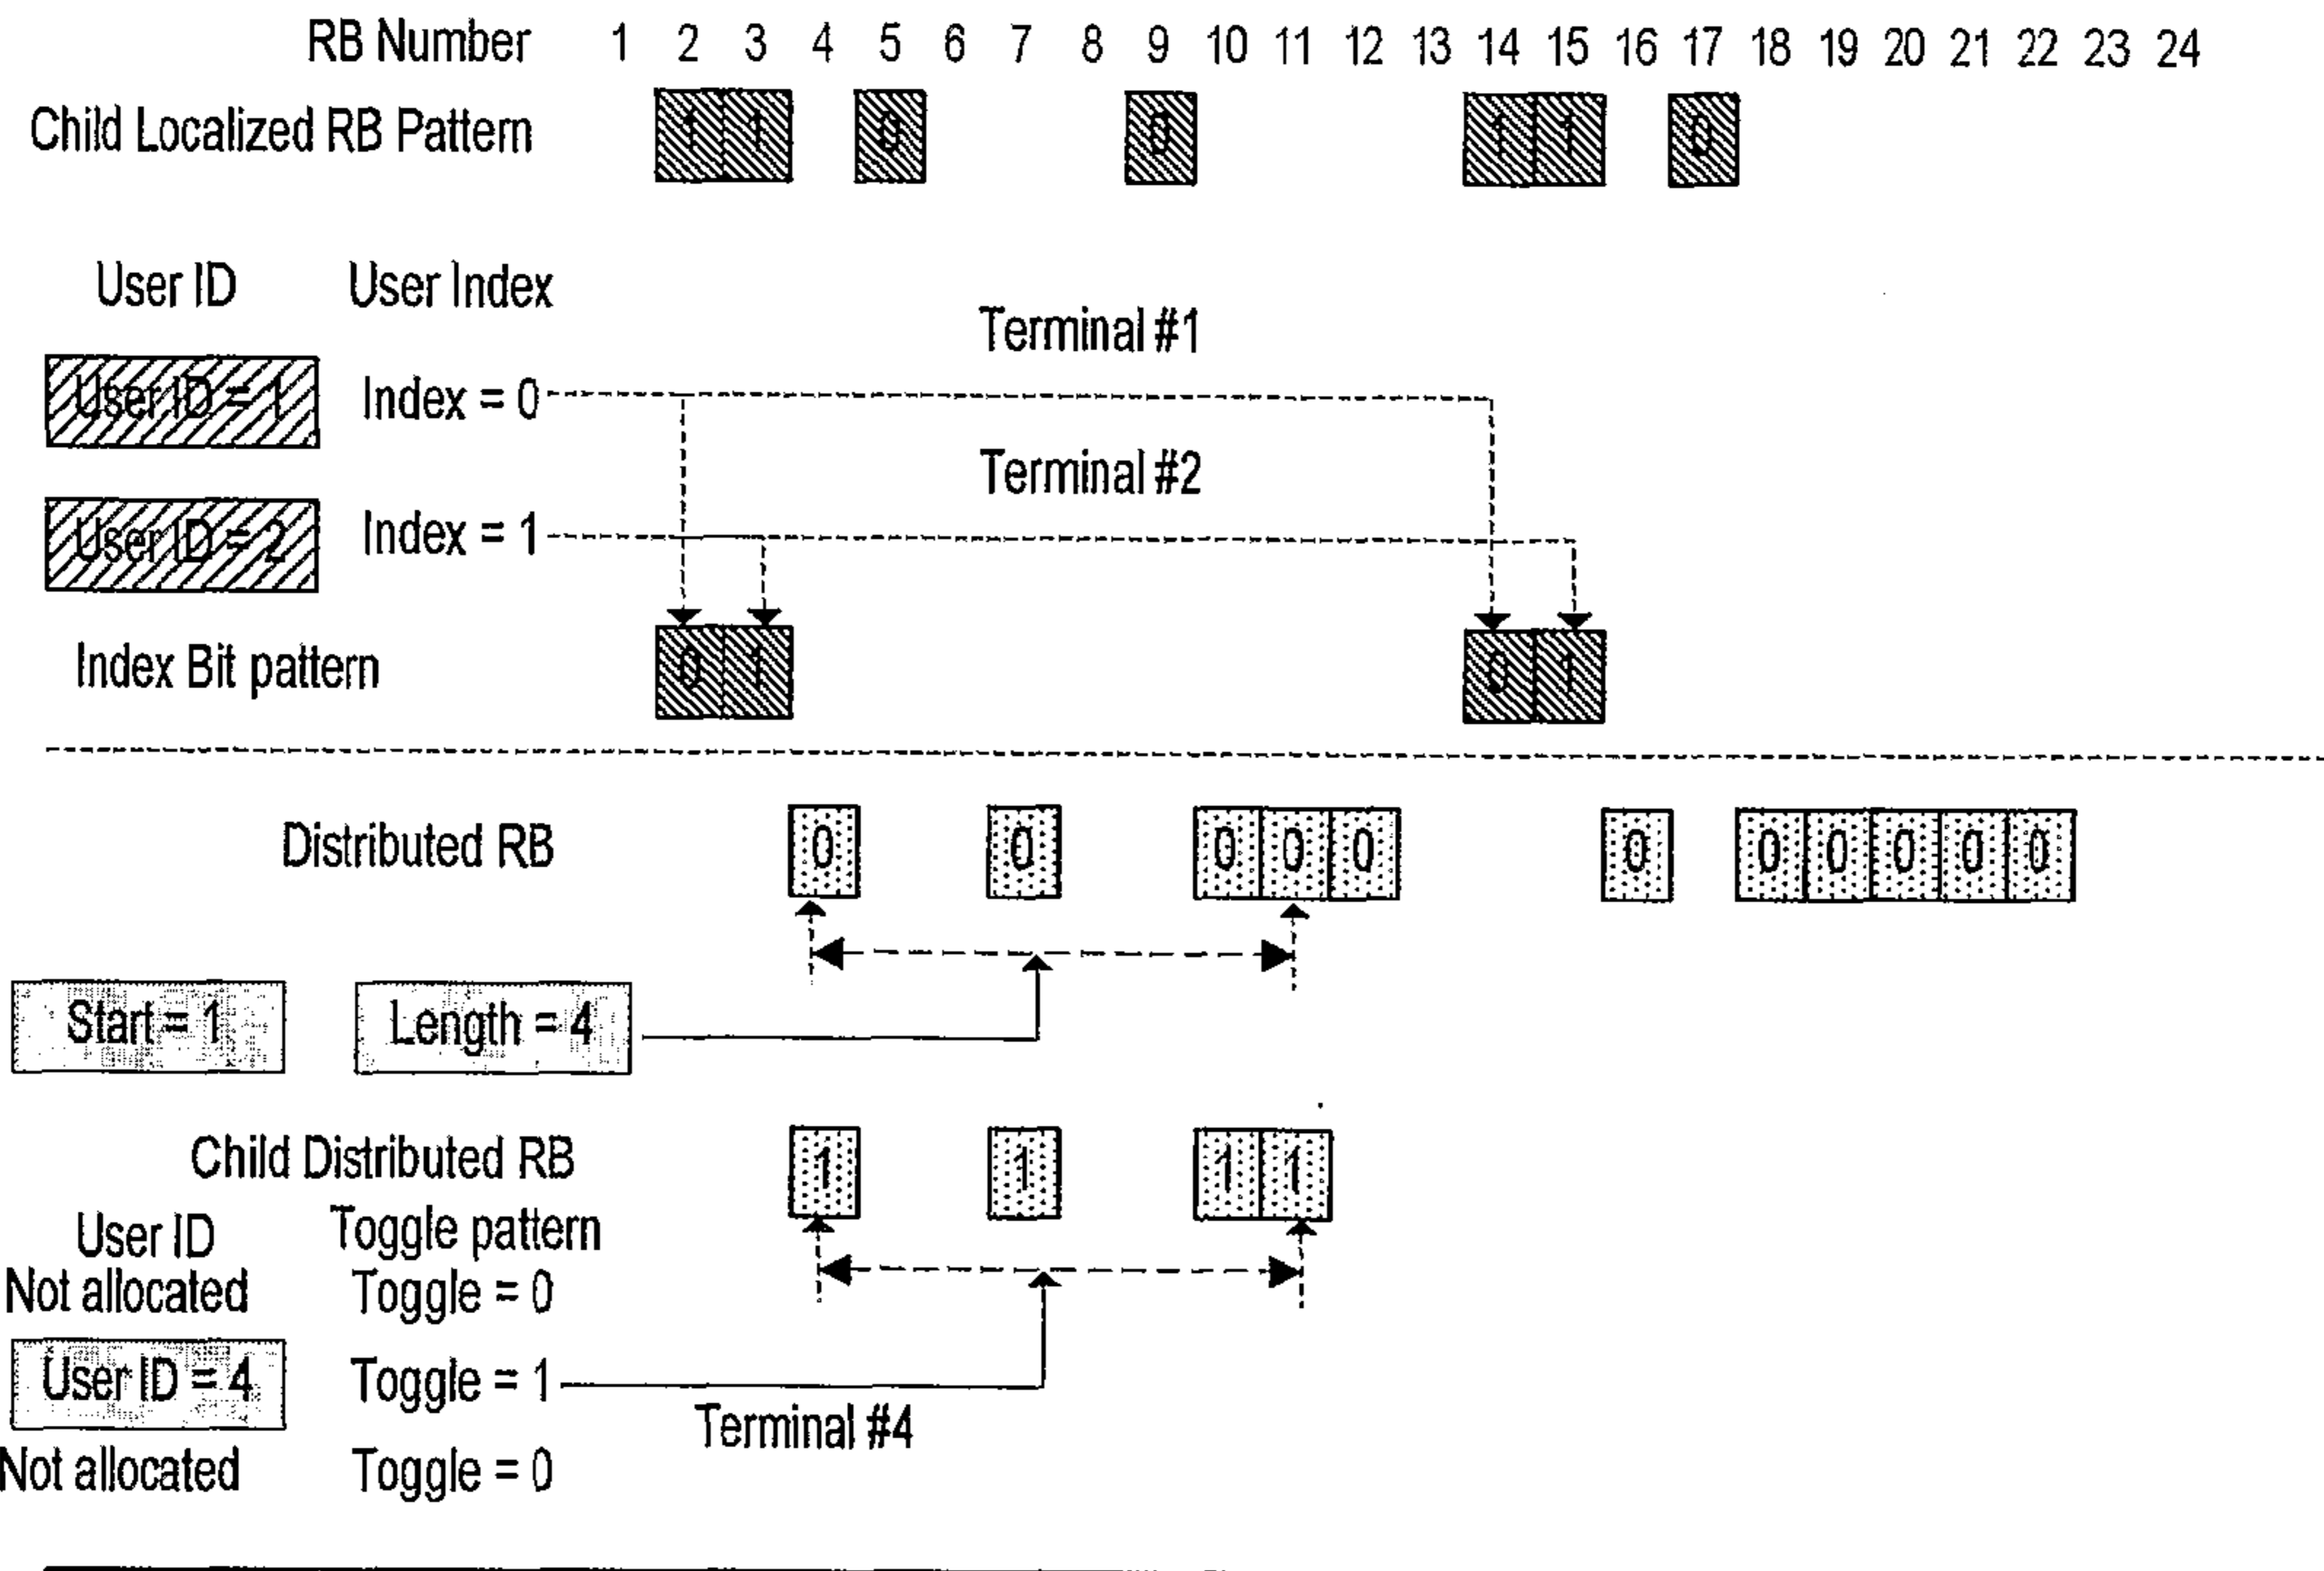 RB Number 1 2 3 4 5 6 7 8 9 10 11 12 13 14 15 16 17 18 19 20 21 22 23 24
Child Localized RB Pattern 1 1 0 0 1 1 0
User ID User Index
Terminal #1
User ID = 1 Index = 0
Terminal #2
User ID = 2 Index = 1
Index Bit pattern 0 1 0 1
Distributed RB 0 0 0 0 0 0 0 0 0 0 0
Start = 1 Length = 4
Child Distributed RB 1 1 1 1
User ID Toggle pattern
Not allocated Toggle = 0
User ID = 4 Toggle = 1
Terminal #4
Not allocated Toggle = 0